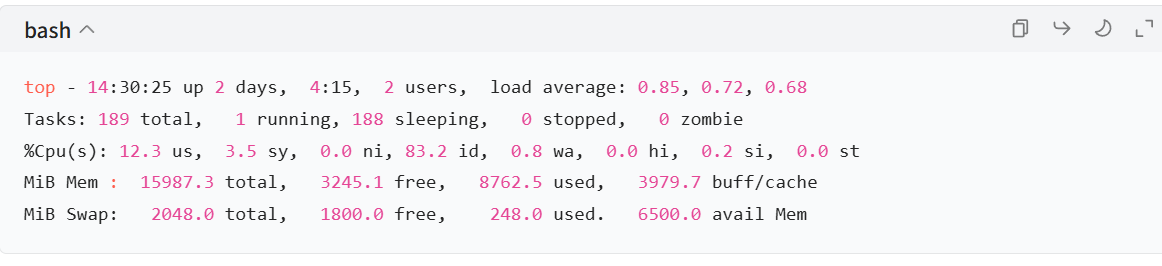 bash
top - 14:30:25 up 2 days,  4:15,  2 users,  load average: 0.85, 0.72, 0.68
Tasks: 189 total,   1 running, 188 sleeping,   0 stopped,   0 zombie
%Cpu(s): 12.3 us,  3.5 sy,  0.0 ni, 83.2 id,  0.8 wa,  0.0 hi,  0.2 si,  0.0 st
MiB Mem :  15987.3 total,   3245.1 free,   8762.5 used,   3979.7 buff/cache
MiB Swap:   2048.0 total,   1800.0 free,    248.0 used.   6500.0 avail Mem